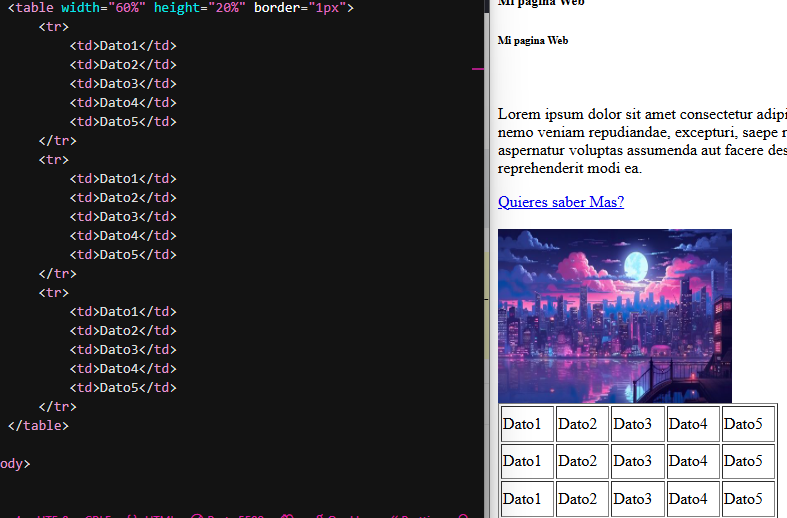 <table width="60%" height="20%" border="1px">
<tr>
<td>Dato1</td>
<td>Dato2</td>
<td>Dato3</td>
<td>Dato4</td>
<td>Dato5</td>
</tr>
<tr>
<td>Dato1</td>
<td>Dato2</td>
<td>Dato3</td>
<td>Dato4</td>
<td>Dato5</td>
</tr>
<tr>
<td>Dato1</td>
<td>Dato2</td>
<td>Dato3</td>
<td>Dato4</td>
<td>Dato5</td>
</tr>
</table>
ody>
Mi pagina Web
Mi pagina Web
Lorem ipsum dolor sit amet consectetur adipi
nemo veniam repudiandae, excepturi, saepe
aspernatur voluptas assumenda aut facere des
reprehenderit modi ea.
Quieres saber Mas?
Dato1 Dato2 Dato3 Dato4 Dato5
Dato1 Dato2 Dato3 Dato4 Dato5
Dato1 Dato2 Dato3 Dato4 Dato5